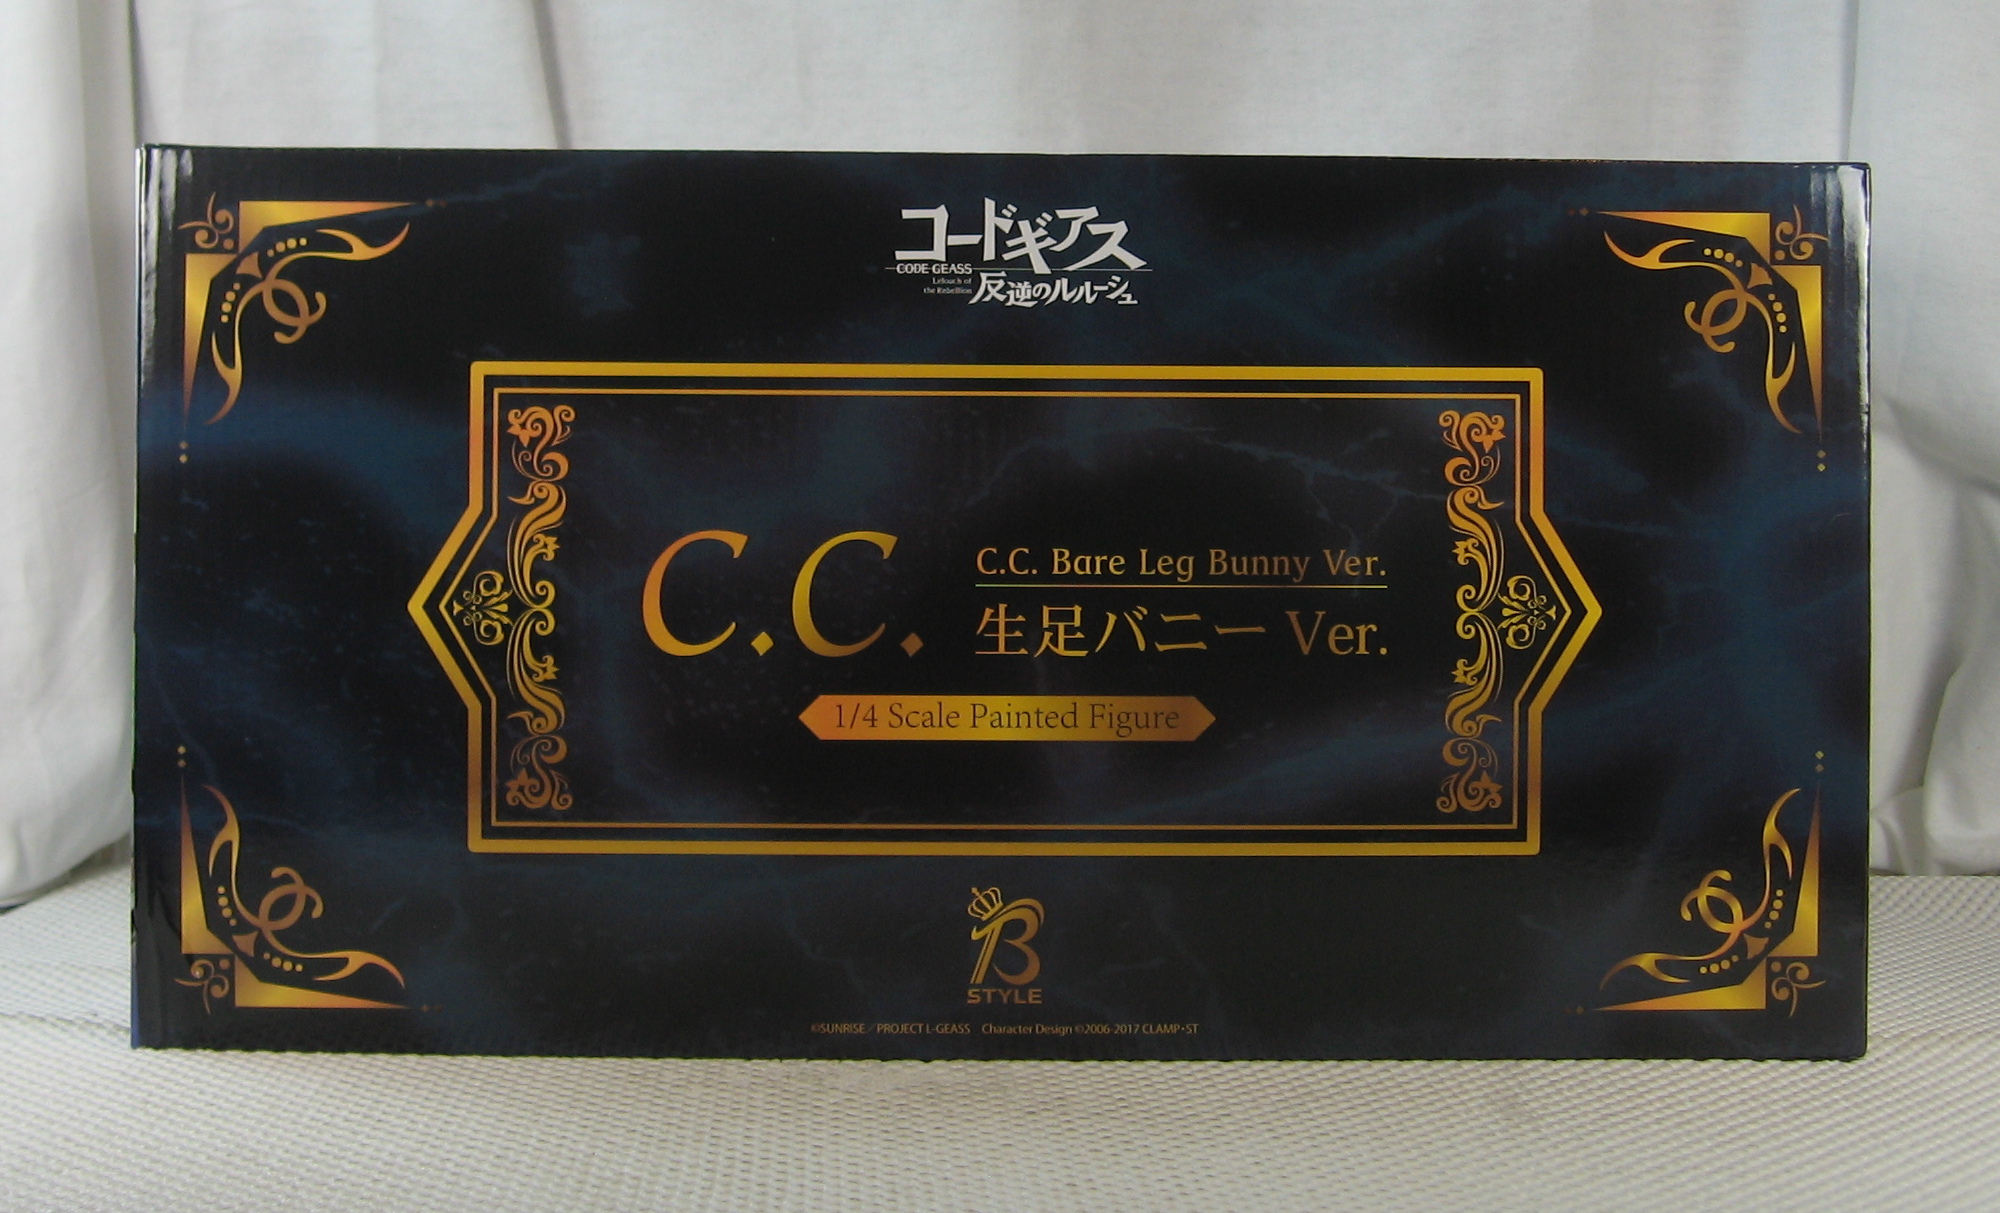 コードギアス
CODE GEASS
Lelouch of
the Rebellion
反逆のルルーシュ
C.C.
C.C. Bare Leg Bunny Ver.
生足バニー Ver.
1/4 Scale Painted Figure
B
STYLE
©SUNRISE／PROJECT L-GEASS Character Design ©2006-2017 CLAMP・ST